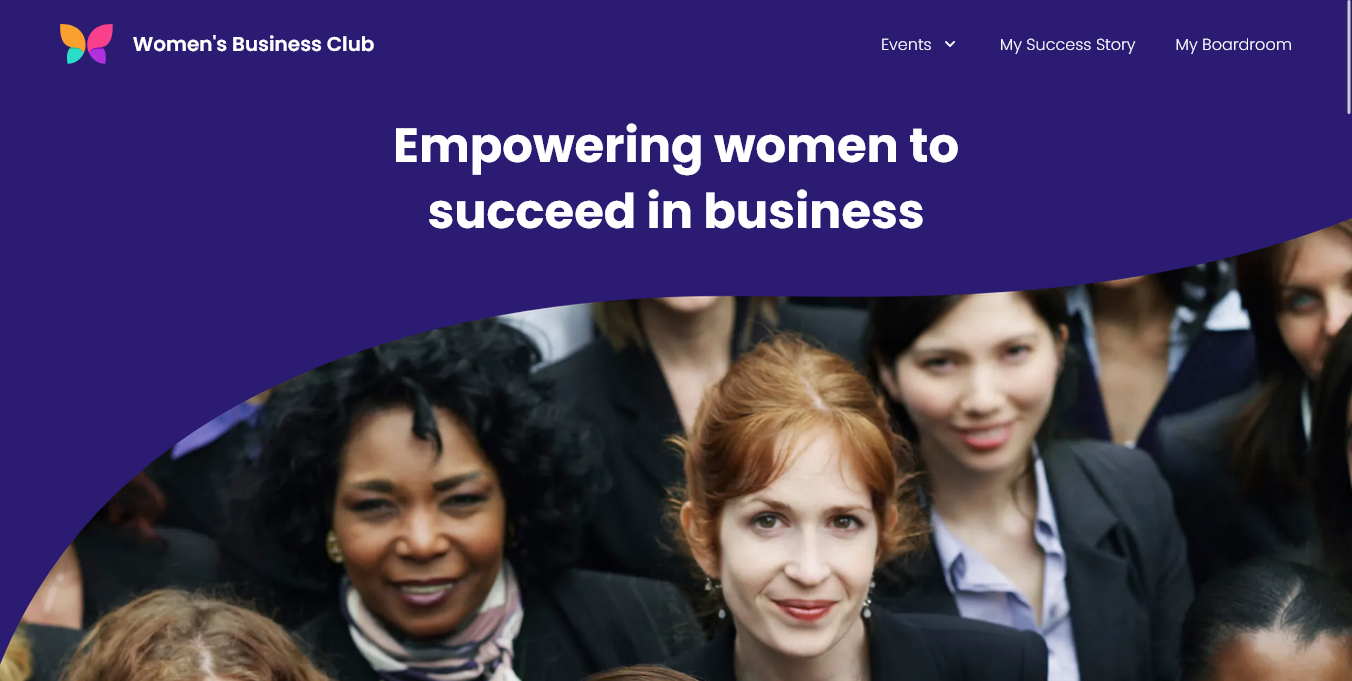 Women's Business Club
Events
My Success Story
My Boardroom
Empowering women to
succeed in business